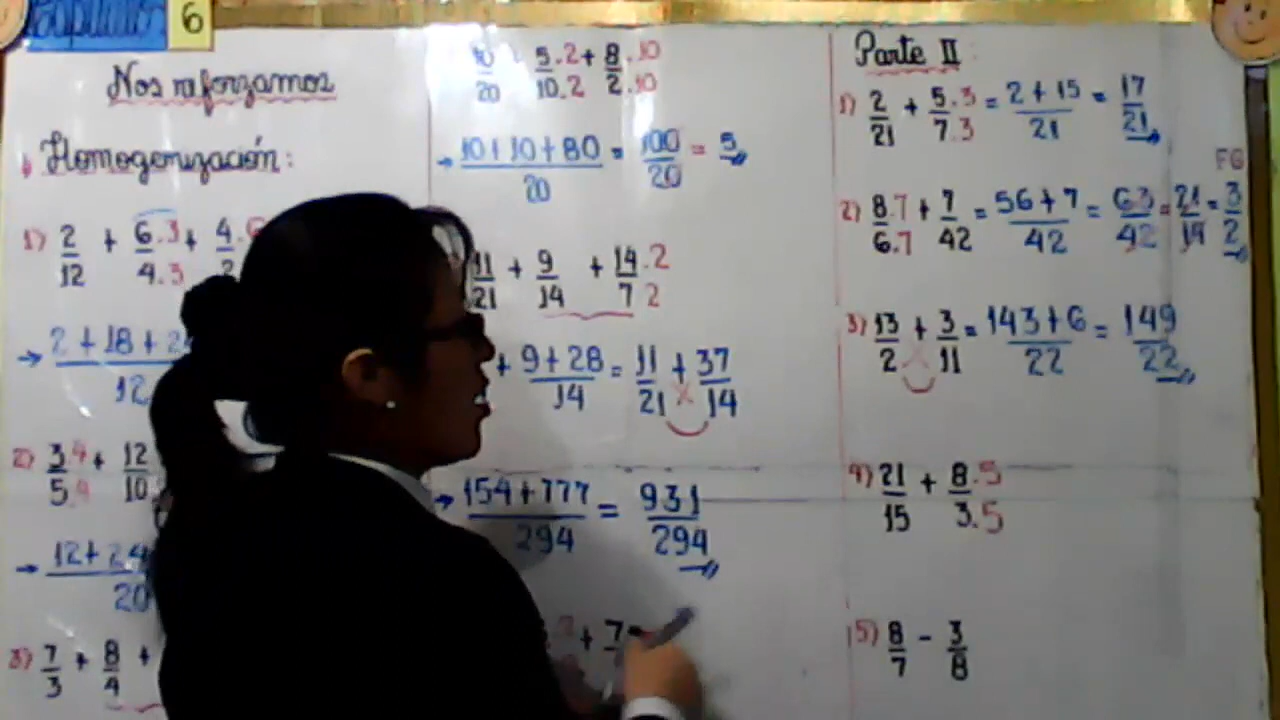 Capítulo 6
Nos reforzamos
Homogenización:
1) 2/12 + 6.3/4.3 + 4.6/2
→ 2 + 18 + 24/12
2) 3.4/5.4 + 12/10
→ 12 + 24/20
3) 7/3 + 8/4 +
10/20 5.2/10.2 + 8.10/2.10
→ 10 + 10 + 80/20 = 100/20 = 5
11/21 + 9/14 + 14.2/7 2
+ 9 + 28/14 = 11/21 + 37/14
→ 154 + 777/294 = 931/294
+ 7
Parte II
1) 2/21 + 5.3/7.3 = 2 + 15/21 = 17/21
FG
2) 8.7/6.7 + 7/42 = 56 + 7/42 = 63/42 = 21/14 = 3/2
3) 13/2 + 3/11 = 143 + 6/22 = 149/22
4) 21/15 + 8.5/3.5
5) 8/7 - 3/8